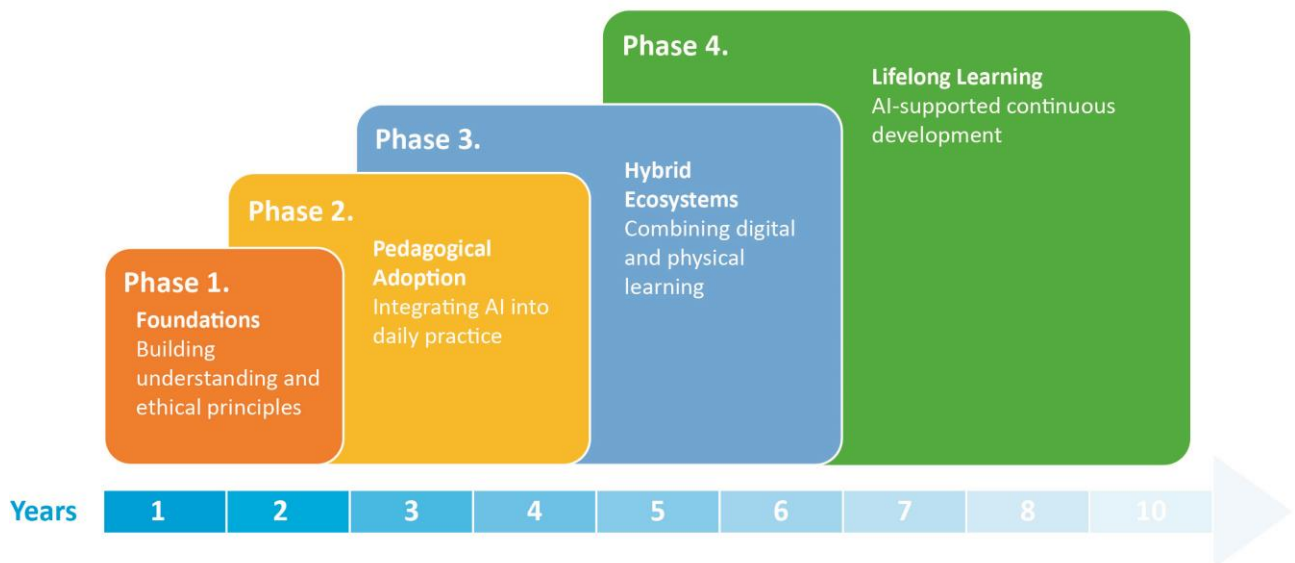 Phase 1.
Foundations
Building
understanding and
ethical principles
Phase 2.
Pedagogical
Adoption
Integrating AI into
daily practice
Phase 3.
Hybrid
Ecosystems
Combining digital
and physical
learning
Phase 4.
Lifelong Learning
AI-supported continuous
development
Years 1 2 3 4 5 6 7 8 10